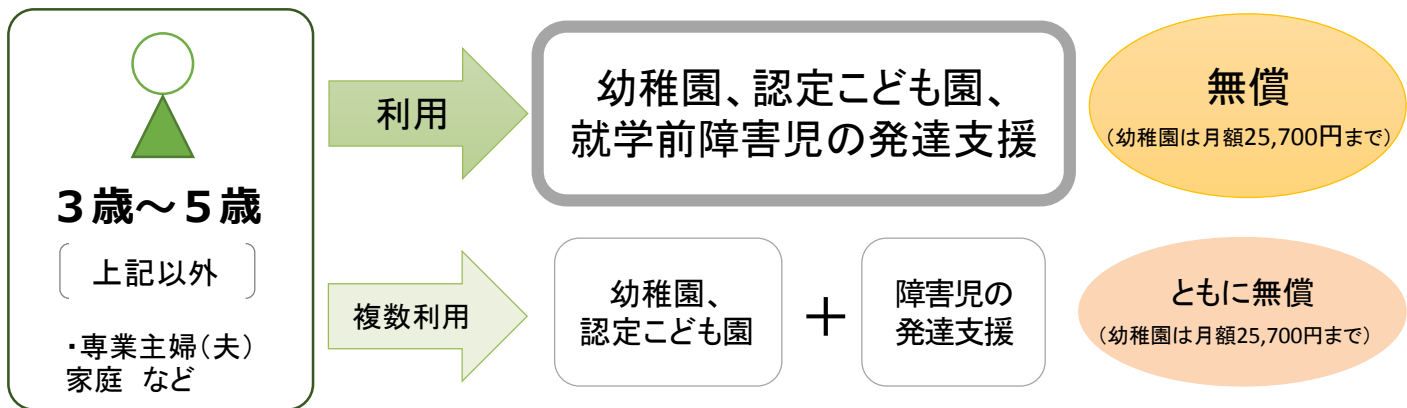 3歳～5歳
上記以外
・専業主婦(夫)
家庭 など
利用
幼稚園、認定こども園、
就学前障害児の発達支援
無償
(幼稚園は月額25,700円まで)
複数利用
幼稚園、
認定こども園
＋
障害児の
発達支援
ともに無償
(幼稚園は月額25,700円まで)